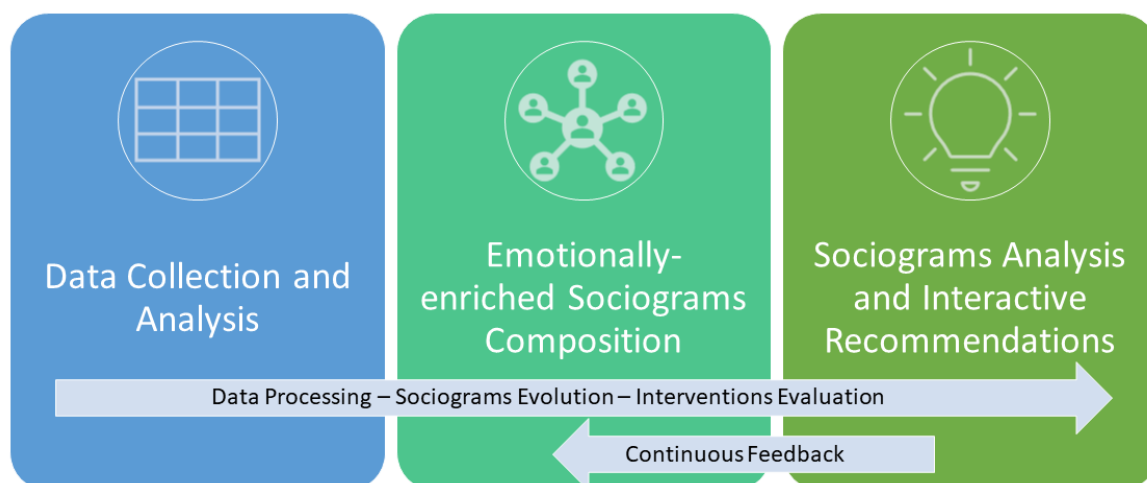 Data Collection and
Analysis
Emotionally-
enriched Sociograms
Composition
Sociograms Analysis
and Interactive
Recommendations
Data Processing – Sociograms Evolution – Interventions Evaluation
Continuous Feedback